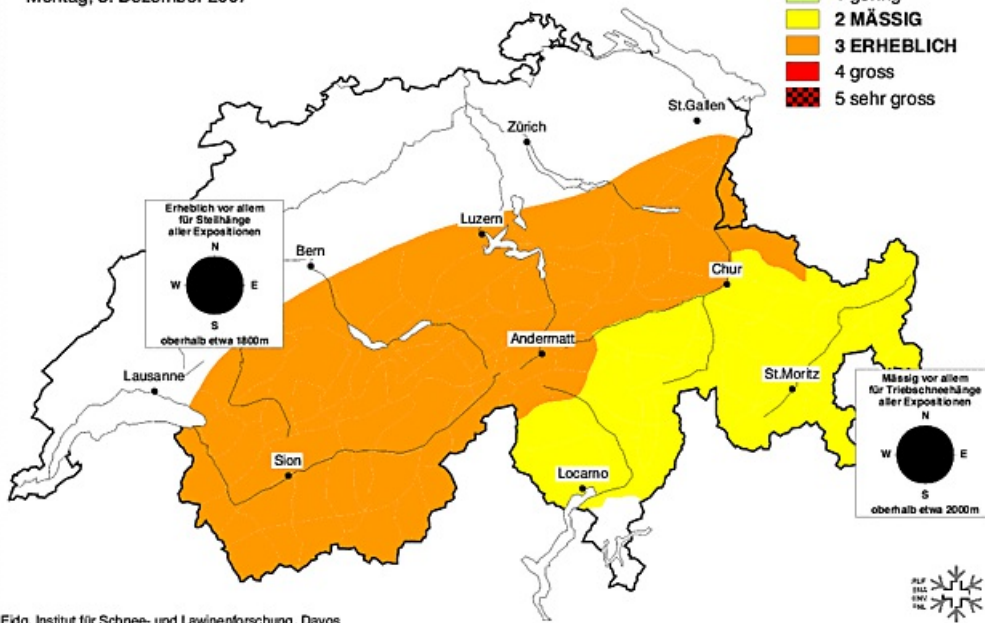 2 MÄSSIG
3 ERHEBLICH
4 gross
5 sehr gross
St.Gallen
Zürich
Erheblich vor allem
für Steilhänge
aller Expositionen
N
W E
S
oberhalb etwa 1800m
Luzern
Bern
Chur
Andermatt
Lausanne
St.Moritz
Mässig vor allem
für Triebschneehänge
aller Expositionen
N
W E
S
oberhalb etwa 2000m
Sion
Locarno
SLF
Eidg. Institut für Schnee- und Lawinenforschung, Davos